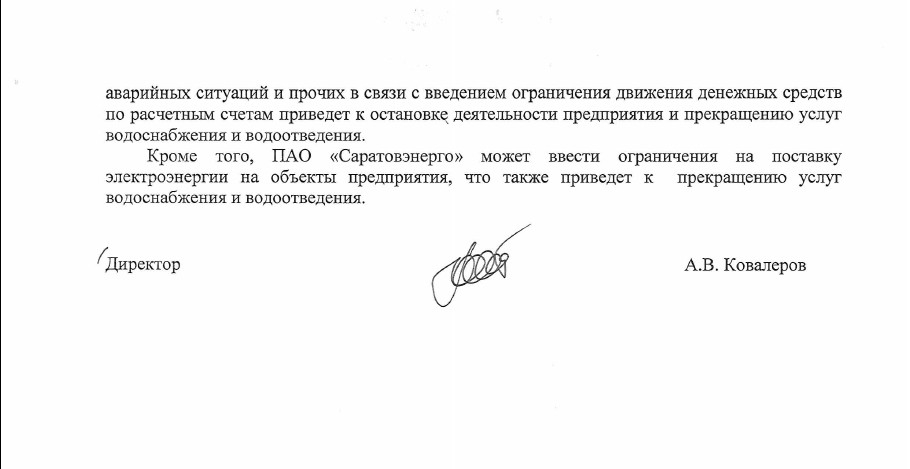 аварийных ситуаций и прочих в связи с введением ограничения движения денежных средств
по расчетным счетам приведет к остановке деятельности предприятия и прекращению услуг
водоснабжения и водоотведения.
Кроме того, ПАО «Саратовэнерго» может ввести ограничения на поставку
электроэнергии на объекты предприятия, что также приведет к прекращению услуг
водоснабжения и водоотведения.
Директор А.В. Ковалеров